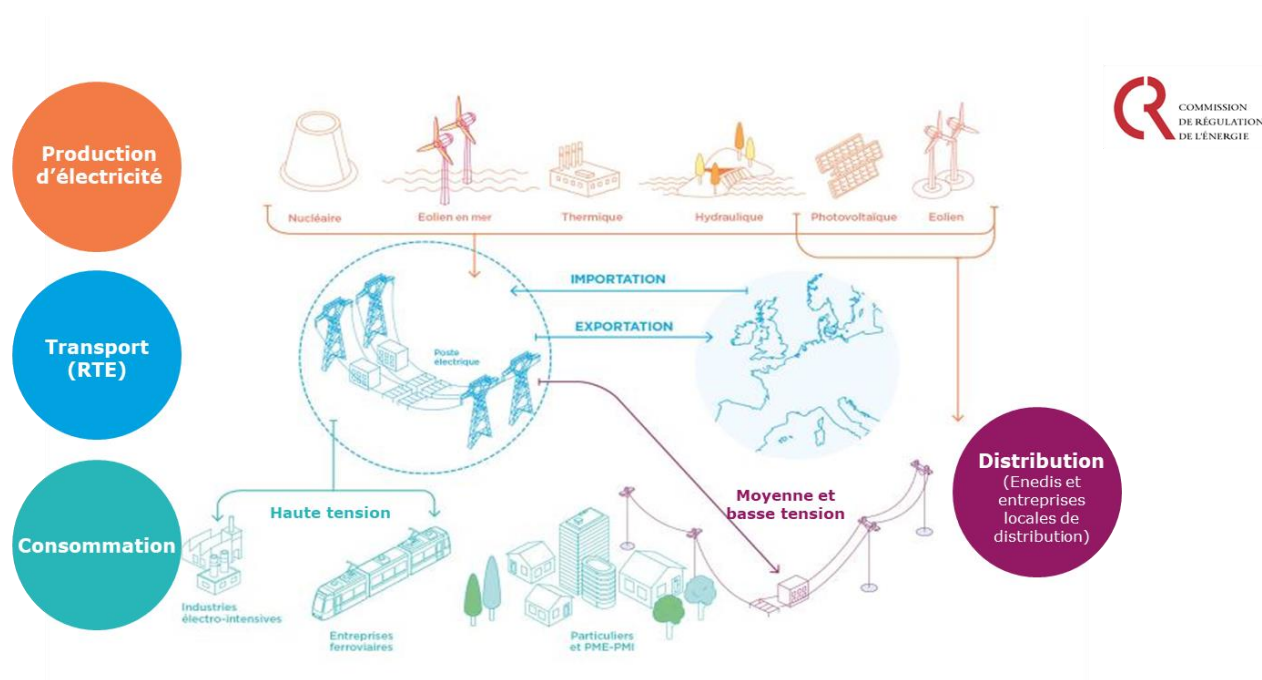 COMMISSION
DE RÉGULATION
DE L'ÉNERGIE
Production
d'électricité
Nucléaire
Eolien en mer
Thermique
Hydraulique
Photovoltaïque
Eolien
Transport
(RTE)
IMPORTATION
EXPORTATION
Poste
électrique
Distribution
(Enedis et
entreprises
locales de
distribution)
Moyenne et
basse tension
Haute tension
Consommation
Industries
électro-intensives
Entreprises
ferroviaires
Particuliers
et PME-PMI